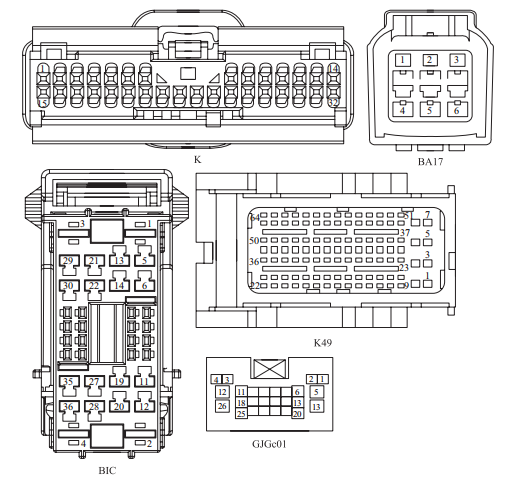 1
14
15
32
K
1 2 3
4 5 6
BA17
3 1
29 21 13 5
30 22 14 6
35 27 19 11
36 28 20 12
4 2
BIC
64 51 7
50 37 5
36 23 3
22 9 1
K49
4 3 2 1
12 11 6 5
26 18 13 13
25 20
GJGc01